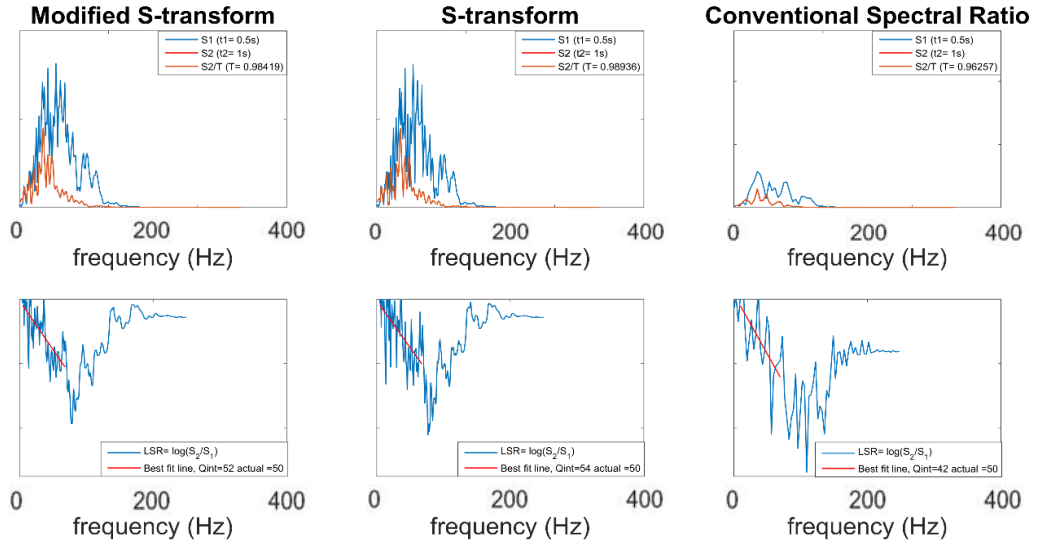 Modified S-transform
S-transform
Conventional Spectral Ratio
S1 (t1= 0.5s)
S2 (t2= 1s)
S2/T (T= 0.98419)
0
200
400
frequency (Hz)
S1 (t1= 0.5s)
S2 (t2= 1s)
S2/T (T= 0.98936)
0
200
400
frequency (Hz)
S1 (t1= 0.5s)
S2 (t2= 1s)
S2/T (T= 0.96257)
0
200
400
frequency (Hz)
LSR= log(S2/S1)
Best fit line, Qint=52 actual =50
0
200
400
frequency (Hz)
LSR= log(S2/S1)
Best fit line, Qint=54 actual =50
0
200
400
frequency (Hz)
LSR= log(S2/S1)
Best fit line, Qint=42 actual =50
0
200
400
frequency (Hz)